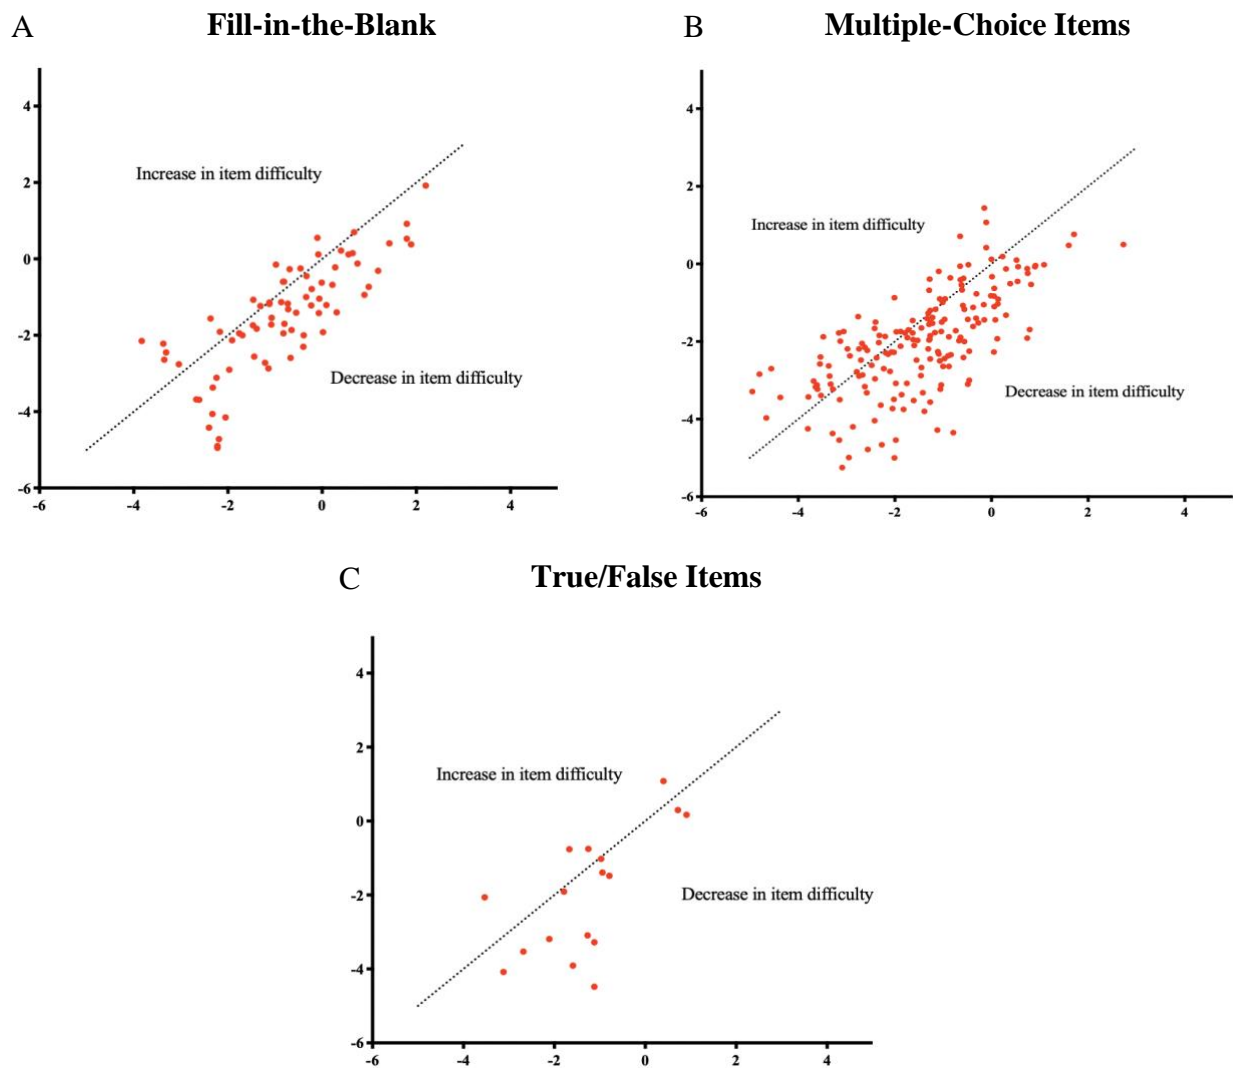 A Fill-in-the-Blank
4
2
0
-2
-4
-6
Increase in item difficulty
Decrease in item difficulty
-6 -4 -2 0 2 4
B Multiple-Choice Items
4
2
0
-2
-4
-6
Increase in item difficulty
Decrease in item difficulty
-6 -4 -2 0 2 4
C True/False Items
4
2
0
-2
-4
-6
Increase in item difficulty
Decrease in item difficulty
-6 -4 -2 0 2 4